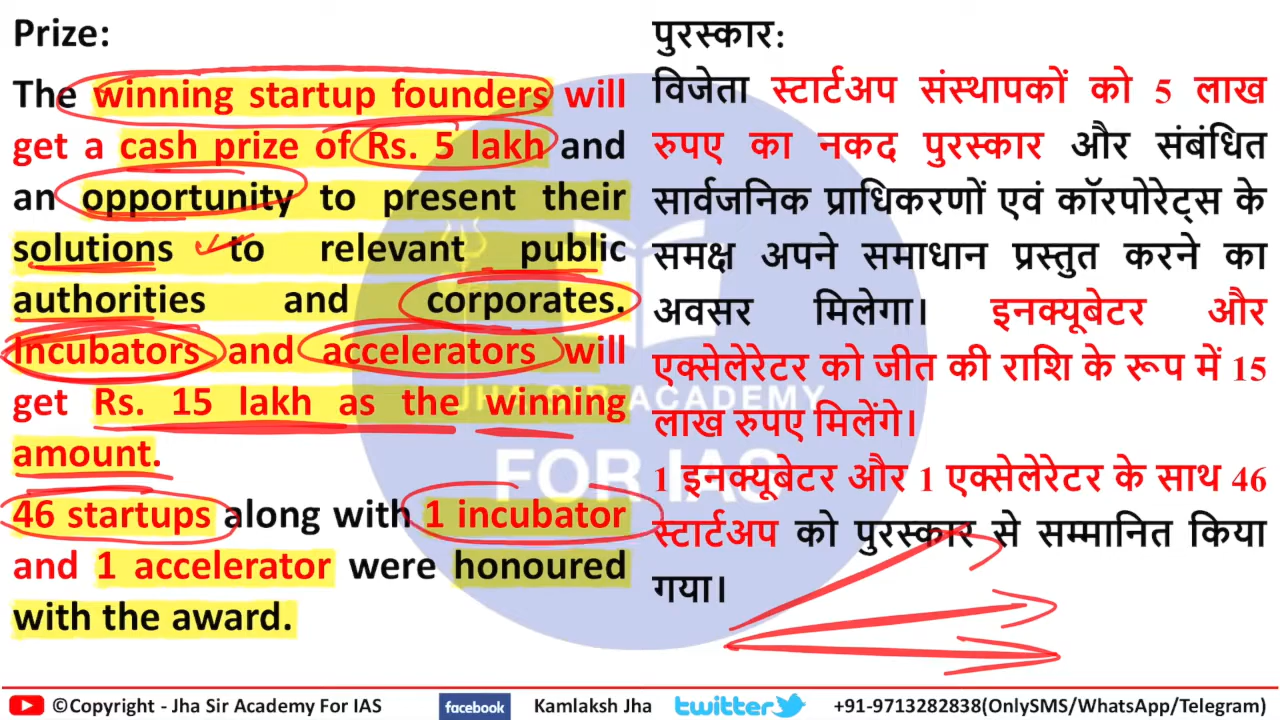 Prize:
The winning startup founders will
get a cash prize of Rs. 5 lakh and
an opportunity to present their
solutions to relevant public
authorities and corporates.
Incubators and accelerators will
get Rs. 15 lakh as the winning
amount.
46 startups along with 1 incubator
and 1 accelerator were honoured
with the award.
पुरस्कार:
विजेता स्टार्टअप संस्थापकों को 5 लाख
रुपए का नकद पुरस्कार और संबंधित
सार्वजनिक प्राधिकरणों एवं कॉरपोरेट्स के
समक्ष अपने समाधान प्रस्तुत करने का
अवसर मिलेगा। इनक्यूबेटर और
एक्सेलेरेटर को जीत की राशि के रूप में 15
लाख रुपए मिलेंगे।
1 इनक्यूबेटर और 1 एक्सेलेरेटर के साथ 46
स्टार्टअप को पुरस्कार से सम्मानित किया
गया।
JHA SIR ACADEMY
FOR IAS
©Copyright - Jha Sir Academy For IAS facebook Kamlaksh Jha twitter +91-9713282838(OnlySMS/WhatsApp/Telegram)